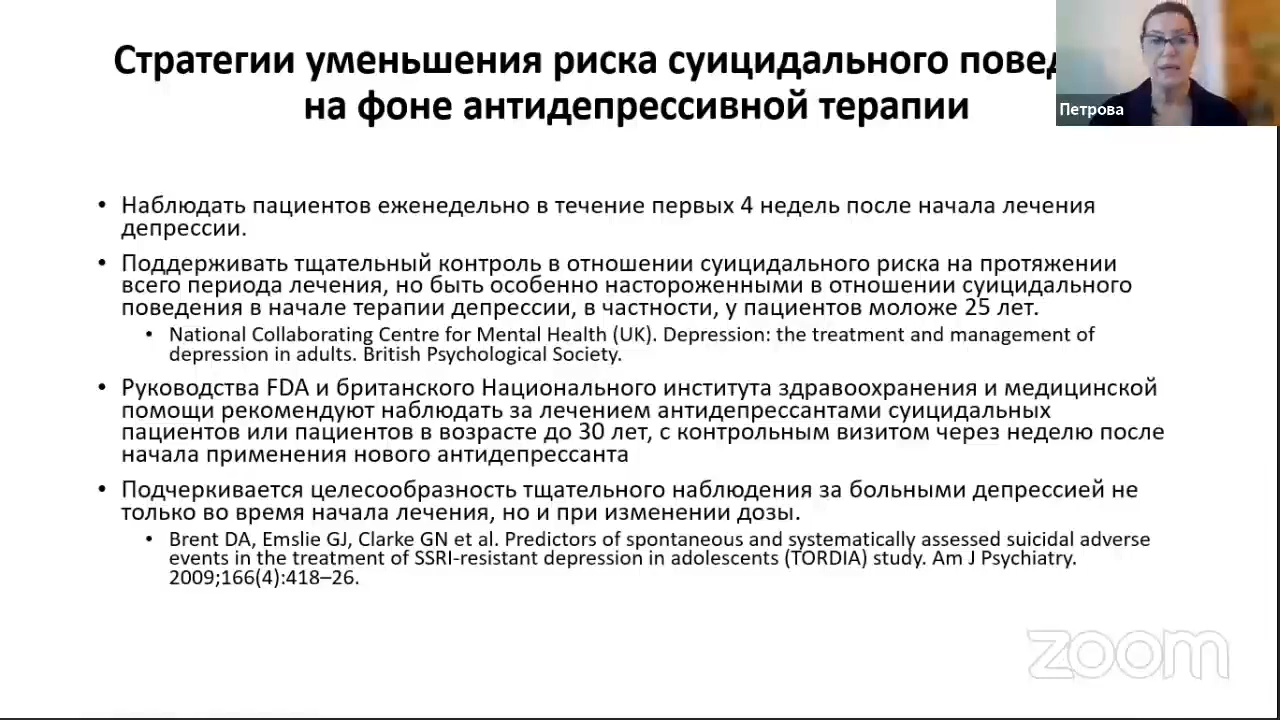 Стратегии уменьшения риска суицидального повед
на фоне антидепрессивной терапии
Петрова
• Наблюдать пациентов еженедельно в течение первых 4 недель после начала лечения
депрессии.
• Поддерживать тщательный контроль в отношении суицидального риска на протяжении
всего периода лечения, но быть особенно настороженными в отношении суицидального
поведения в начале терапии депрессии, в частности, у пациентов моложе 25 лет.
• National Collaborating Centre for Mental Health (UK). Depression: the treatment and management of
depression in adults. British Psychological Society.
• Руководства FDA и британского Национального института здравоохранения и медицинской
помощи рекомендуют наблюдать за лечением антидепрессантами суицидальных
пациентов или пациентов в возрасте до 30 лет, с контрольным визитом через неделю после
начала применения нового антидепрессанта
• Подчеркивается целесообразность тщательного наблюдения за больными депрессией не
только во время начала лечения, но и при изменении дозы.
• Brent DA, Emslie GJ, Clarke GN et al. Predictors of spontaneous and systematically assessed suicidal adverse
events in the treatment of SSRI-resistant depression in adolescents (TORDIA) study. Am J Psychiatry.
2009;166(4):418–26.
zoom